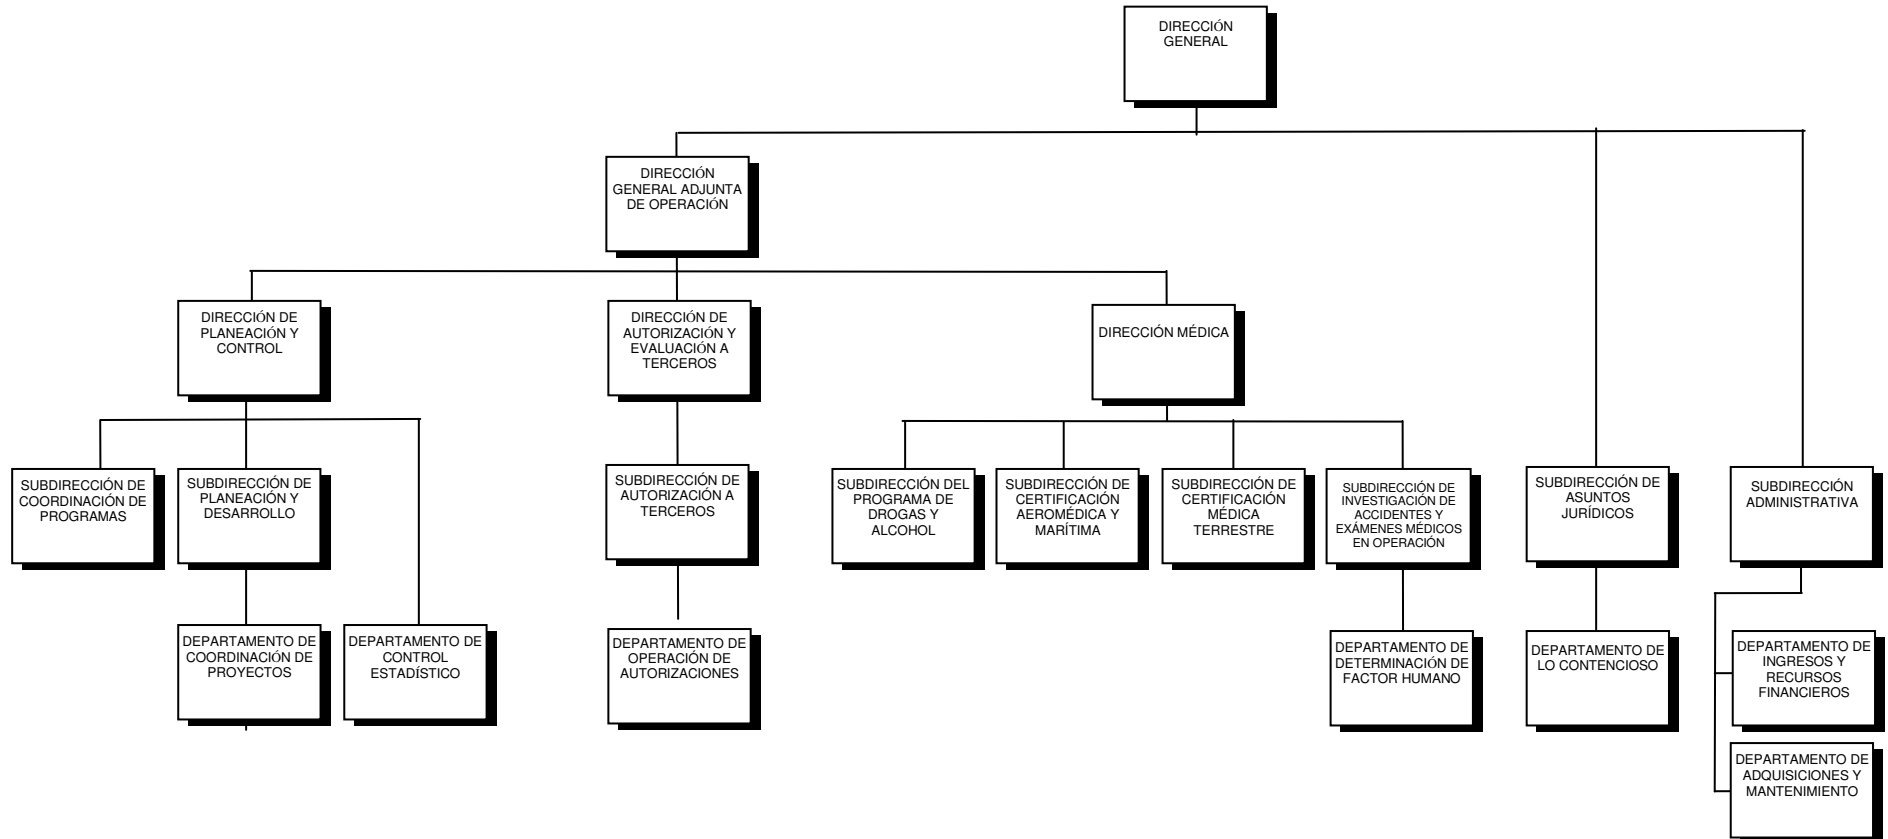 DIRECCIÓN
GENERAL
DIRECCIÓN
GENERAL ADJUNTA
DE OPERACIÓN
DIRECCIÓN DE
PLANEACIÓN Y
CONTROL
DIRECCIÓN DE
AUTORIZACIÓN Y
EVALUACIÓN A
TERCEROS
DIRECCIÓN MÉDICA
SUBDIRECCIÓN DE
COORDINACIÓN DE
PROGRAMAS
SUBDIRECCIÓN DE
PLANEACIÓN Y
DESARROLLO
SUBDIRECCIÓN DE
AUTORIZACIÓN A
TERCEROS
SUBDIRECCIÓN DEL
PROGRAMA DE
DROGAS Y
ALCOHOL
SUBDIRECCIÓN DE
CERTIFICACIÓN
AEROMÉDICA Y
MARÍTIMA
SUBDIRECCIÓN DE
CERTIFICACIÓN
MÉDICA
TERRESTRE
SUBDIRECCIÓN DE
INVESTIGACIÓN DE
ACCIDENTES Y
EXÁMENES MÉDICOS
EN OPERACIÓN
SUBDIRECCIÓN DE
ASUNTOS
JURÍDICOS
SUBDIRECCIÓN
ADMINISTRATIVA
DEPARTAMENTO DE
COORDINACIÓN DE
PROYECTOS
DEPARTAMENTO DE
CONTROL
ESTADÍSTICO
DEPARTAMENTO DE
OPERACIÓN DE
AUTORIZACIONES
DEPARTAMENTO DE
DETERMINACIÓN DE
FACTOR HUMANO
DEPARTAMENTO DE
LO CONTENCIOSO
DEPARTAMENTO DE
INGRESOS Y
RECURSOS
FINANCIEROS
DEPARTAMENTO DE
ADQUISICIONES Y
MANTENIMIENTO